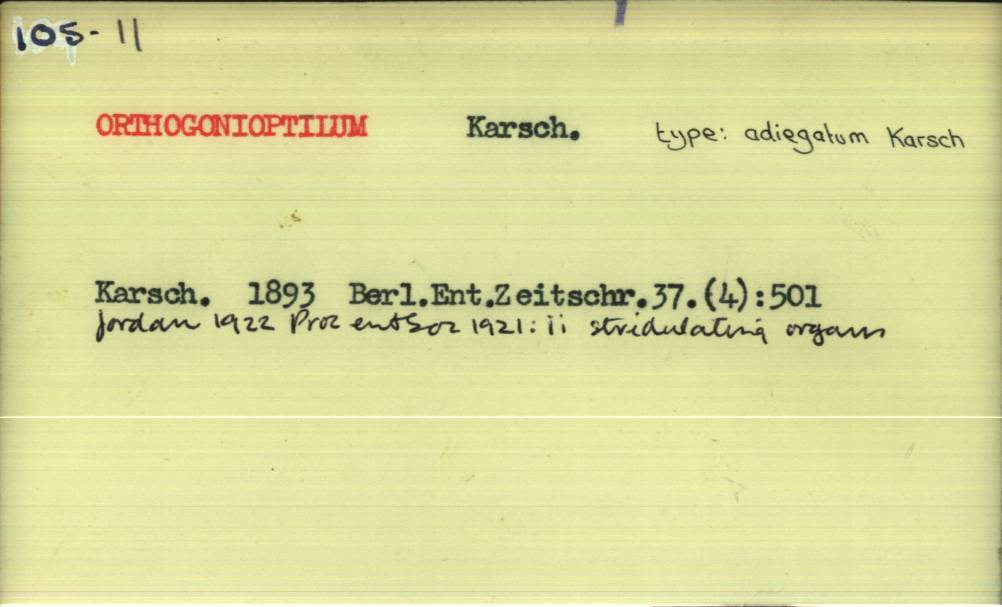 105-11
ORTHOGONIOPTILUM Karsch. type: adiegatum Karsch
Karsch. 1893 Berl.Ent.Zeitschr.37.(4):501
Jordan 1922 Proc ent Soc 1921: ii stridulating organs